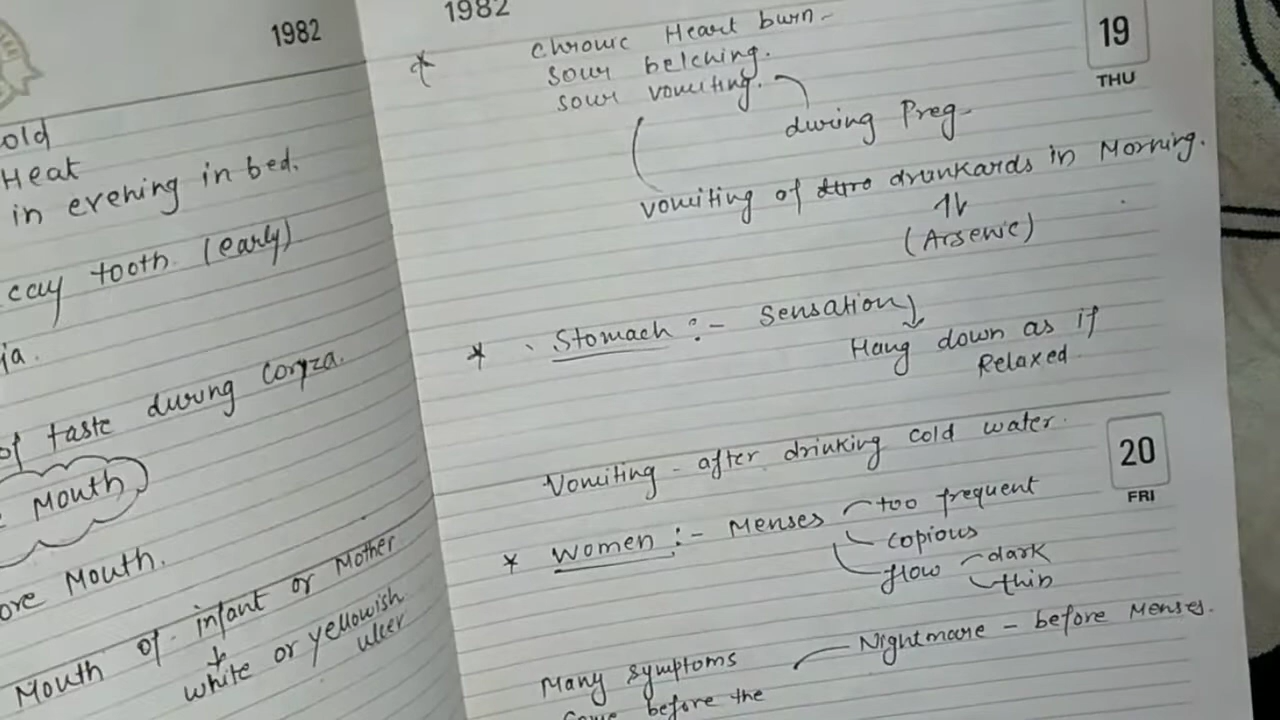 1982
old
Heat
in evening in bed.
cay tooth (early)
ia.
of taste during coryza.
Mouth
ore Mouth.
Mouth of infant or Mother
white or yellowish
ulcer
1982
19
THU
* Chronic Heart burn -
sour belching.
sour vomiting.
during Preg-
vomiting of drunkards in Morning.
(Arsenic)
* Stomach :- Sensation
Hang down as if
Relaxed
Vomiting - after drinking cold water.
20
FRI
* Women :- Menses too frequent
copious
flow dark
thin
Many symptoms Nightmare - before Menses.
before the